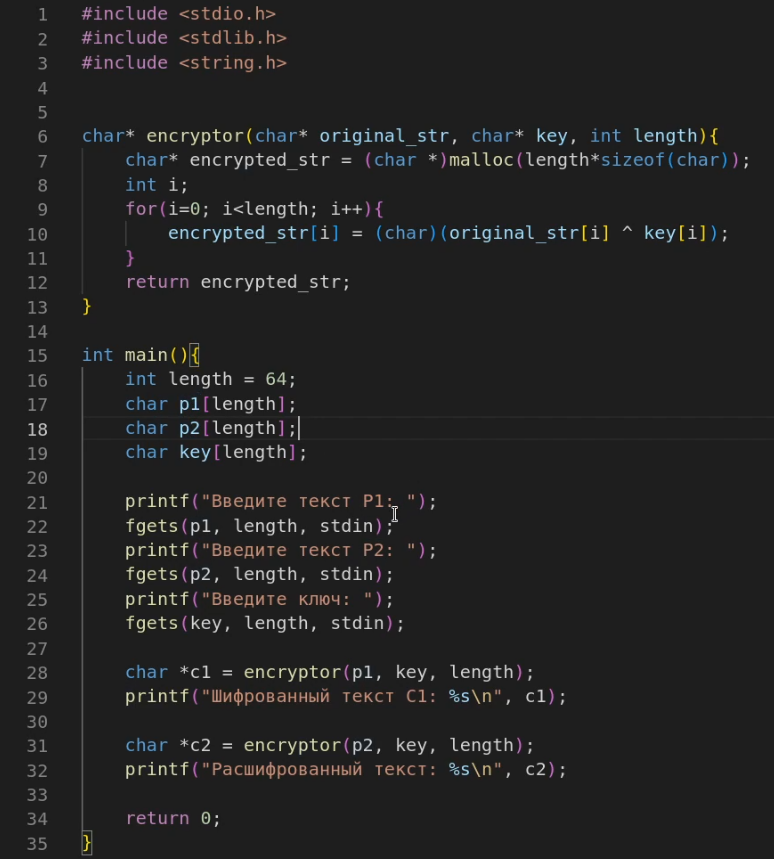 1 #include <stdio.h>
2 #include <stdlib.h>
3 #include <string.h>
4
5
6 char* encryptor(char* original_str, char* key, int length){
7     char* encrypted_str = (char *)malloc(length*sizeof(char));
8     int i;
9     for(i=0; i<length; i++){
10         encrypted_str[i] = (char)(original_str[i] ^ key[i]);
11     }
12     return encrypted_str;
13 }
14
15 int main(){
16     int length = 64;
17     char p1[length];
18     char p2[length];
19     char key[length];
20
21     printf("Введите текст P1: ");
22     fgets(p1, length, stdin);
23     printf("Введите текст P2: ");
24     fgets(p2, length, stdin);
25     printf("Введите ключ: ");
26     fgets(key, length, stdin);
27
28     char *c1 = encryptor(p1, key, length);
29     printf("Шифрованный текст C1: %s\n", c1);
30
31     char *c2 = encryptor(p2, key, length);
32     printf("Расшифрованный текст: %s\n", c2);
33
34     return 0;
35 }